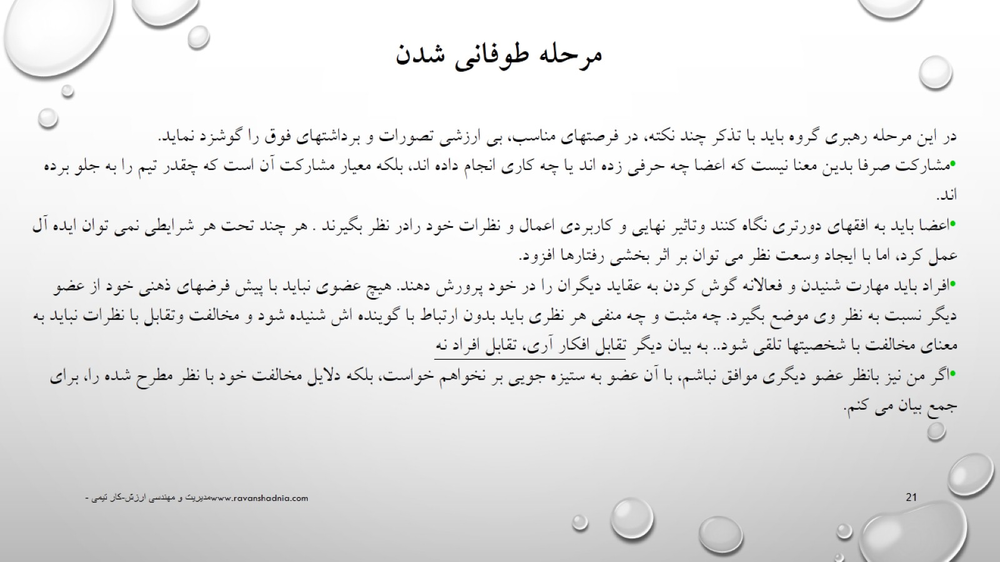 مرحله طوفانی شدن
در این مرحله رهبری گروه باید با تذکر چند نکته، در فرصتهای مناسب، بی ارزشی تصورات و برداشتهای فوق را گوشزد نماید.
•مشارکت صرفا بدین معنا نیست که اعضا چه حرفی زده اند یا چه کاری انجام داده اند، بلکه معیار مشارکت آن است که چقدر تیم را به جلو برده
اند.
•اعضا باید به افقهای دورتری نگاه کنند وتاثیر نهایی و کاربردی اعمال و نظرات خود رادر نظر بگیرند . هر چند تحت هر شرایطی نمی توان ایده آل
عمل کرد، اما با ایجاد وسعت نظر می توان بر اثر بخشی رفتارها افزود.
•افراد باید مهارت شنیدن و فعالانه گوش کردن به عقاید دیگران را در خود پرورش دهند. هیچ عضوی نباید با پیش فرضهای ذهنی خود از عضو
دیگر نسبت به نظر وی موضع بگیرد. چه مثبت و چه منفی هر نظری باید بدون ارتباط با گوینده اش شنیده شود و مخالفت وتقابل با نظرات نباید به
معنای مخالفت با شخصیتها تلقی شود.. به بیان دیگر تقابل افکار آری، تقابل افراد نه
•اگر من نیز بانظر عضو دیگری موافق نباشم، با آن عضو به ستیزه جویی بر نخواهم خواست، بلکه دلایل مخالفت خود با نظر مطرح شده را، برای
جمع بیان می کنم.
مدیریت و مهندسی ارزش-کار تیمی - www.ravanshadnia.com
21